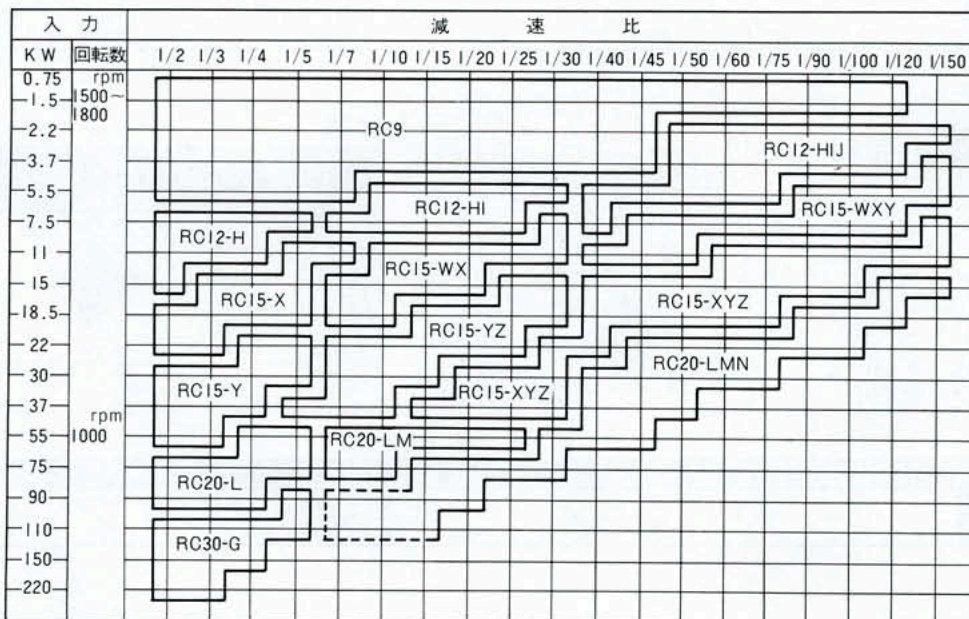 入 力 減 速 比
KW 回転数 1/2 1/3 1/4 1/5 1/7 1/10 1/15 1/20 1/25 1/30 1/40 1/45 1/50 1/60 1/75 1/90 1/100 1/120 1/150
0.75 rpm
1.5 1500~
1800
2.2 RC9
3.7 RC12-HIJ
5.5
7.5 RC12-H RC12-HI RC15-WXY
11
15 RC15-X RC15-WX RC15-XYZ
18.5 RC15-YZ
22 RC20-LMN
30 RC15-Y RC15-XYZ
37 rpm
55 1000 RC20-LM
75 RC20-L
90
110 RC30-G
150
220